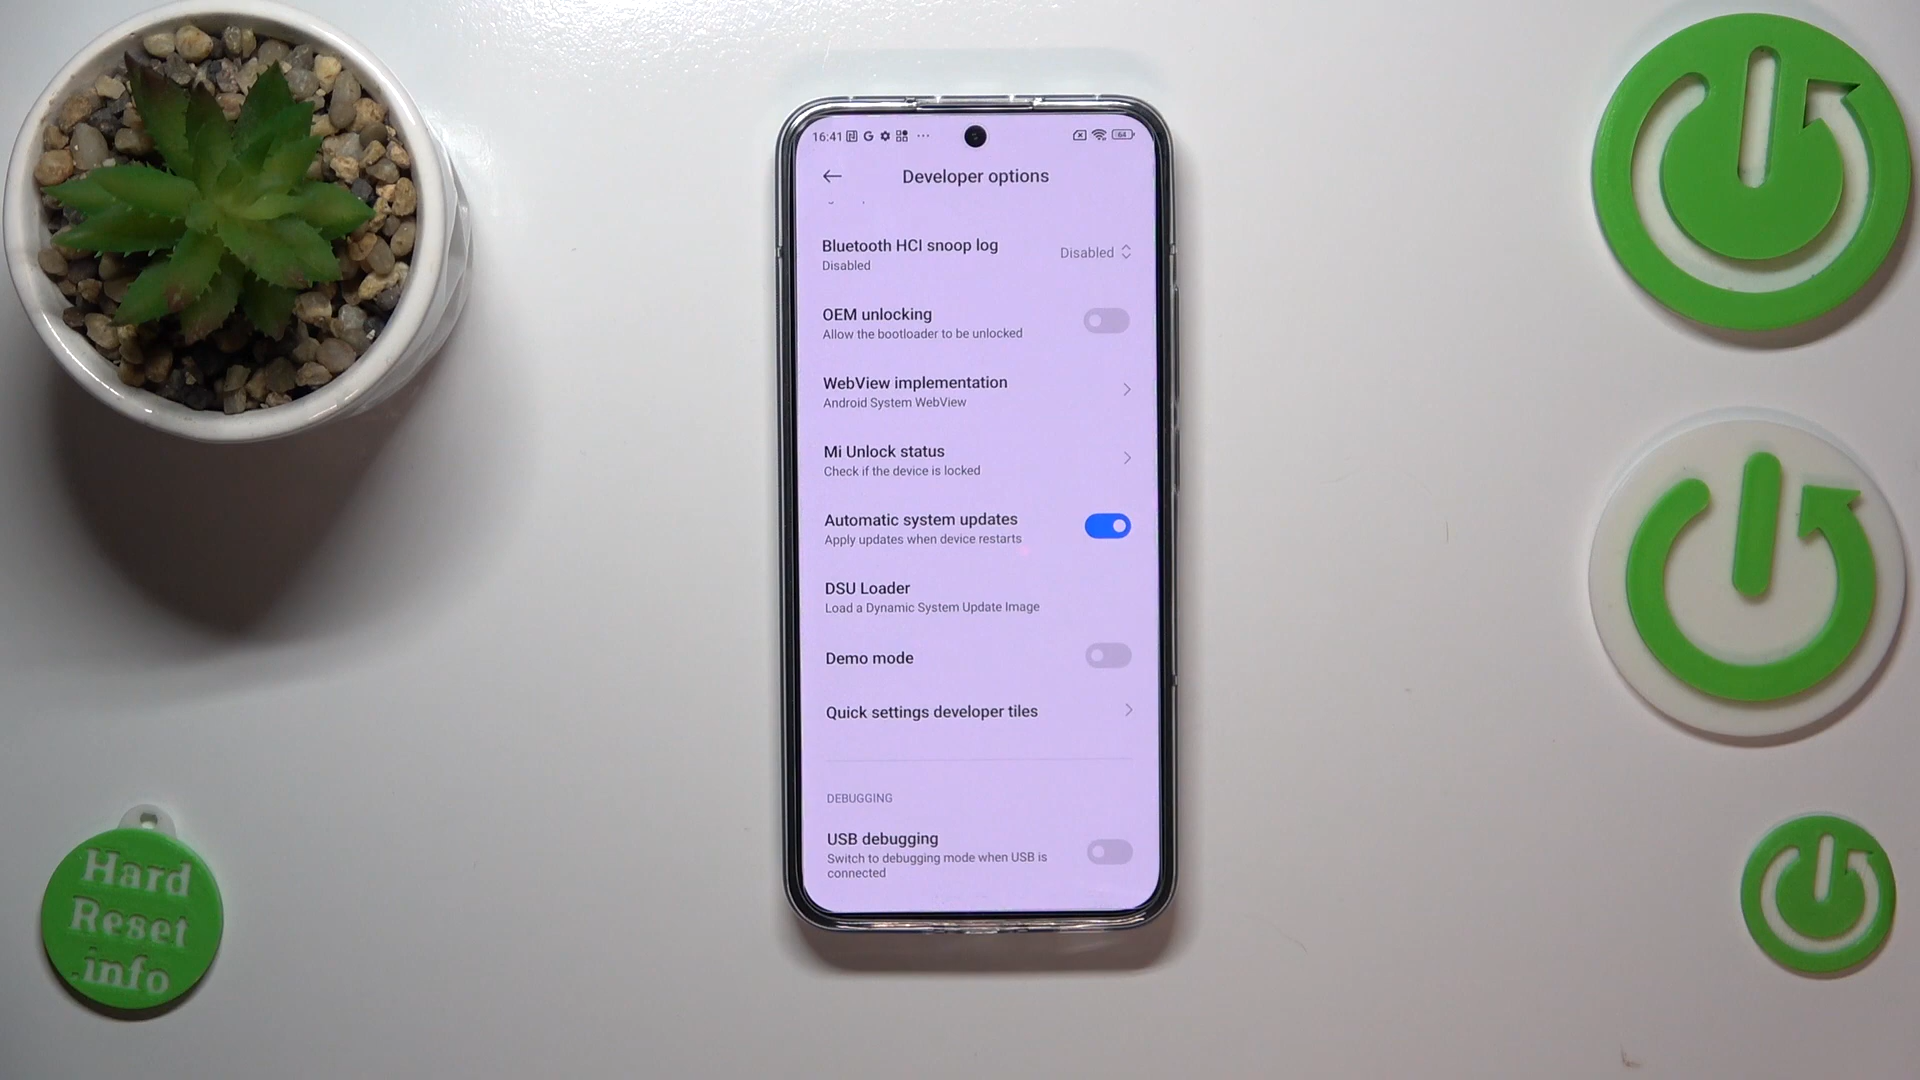 16:41
64
Developer options
Bluetooth HCI snoop log
Disabled
Disabled
OEM unlocking
Allow the bootloader to be unlocked
WebView implementation
Android System WebView
Mi Unlock status
Check if the device is locked
Automatic system updates
Apply updates when device restarts
DSU Loader
Load a Dynamic System Update Image
Demo mode
Quick settings developer tiles
DEBUGGING
USB debugging
Switch to debugging mode when USB is
connected
Hard
Reset
.info